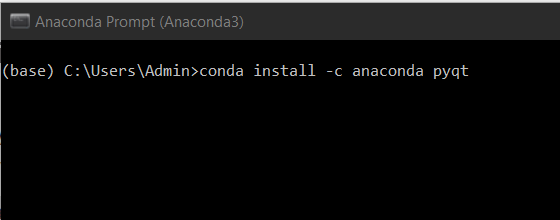 Anaconda Prompt (Anaconda3)
(base) C:\Users\Admin>conda install -c anaconda pyqt